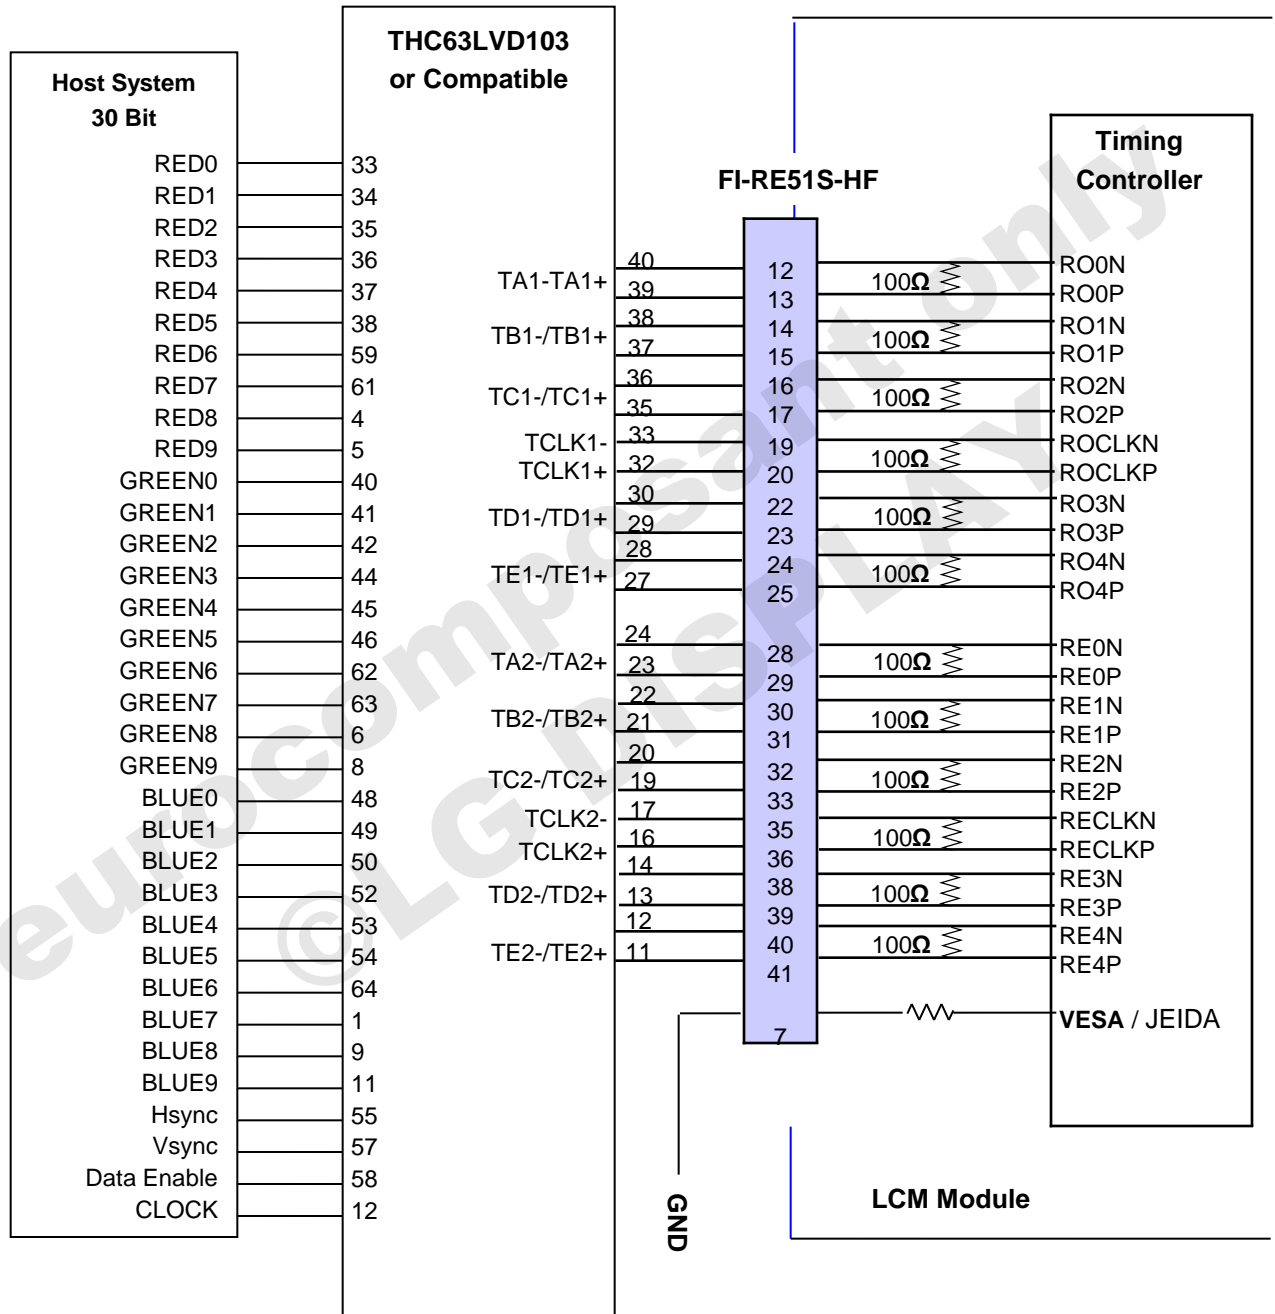 THC63LVD103
or Compatible
Host System
30 Bit
RED0 33
RED1 34
RED2 35
RED3 36
RED4 37
RED5 38
RED6 59
RED7 61
RED8 4
RED9 5
GREEN0 40
GREEN1 41
GREEN2 42
GREEN3 44
GREEN4 45
GREEN5 46
GREEN6 62
GREEN7 63
GREEN8 6
GREEN9 8
BLUE0 48
BLUE1 49
BLUE2 50
BLUE3 52
BLUE4 53
BLUE5 54
BLUE6 64
BLUE7 1
BLUE8 9
BLUE9 11
Hsync 55
Vsync 57
Data Enable 58
CLOCK 12
TA1-TA1+ 40
39
TB1-/TB1+ 38
37
TC1-/TC1+ 36
35
TCLK1- 33
TCLK1+ 32
TD1-/TD1+ 30
29
TE1-/TE1+ 28
27
TA2-/TA2+ 24
23
TB2-/TB2+ 22
21
TC2-/TC2+ 20
19
TCLK2- 17
TCLK2+ 16
TD2-/TD2+ 14
13
TE2-/TE2+ 12
11
FI-RE51S-HF
12
13
14
15
16
17
19
20
22
23
24
25
28
29
30
31
32
33
35
36
38
39
40
41
7
Timing
Controller
100Ω RO0N
RO0P
100Ω RO1N
RO1P
100Ω RO2N
RO2P
100Ω ROCLKN
ROCLKP
100Ω RO3N
RO3P
100Ω RO4N
RO4P
100Ω RE0N
RE0P
100Ω RE1N
RE1P
100Ω RE2N
RE2P
100Ω RECLKN
RECLKP
100Ω RE3N
RE3P
100Ω RE4N
RE4P
VESA / JEIDA
GND
LCM Module
eurocomposant only
©LG DISPLAY